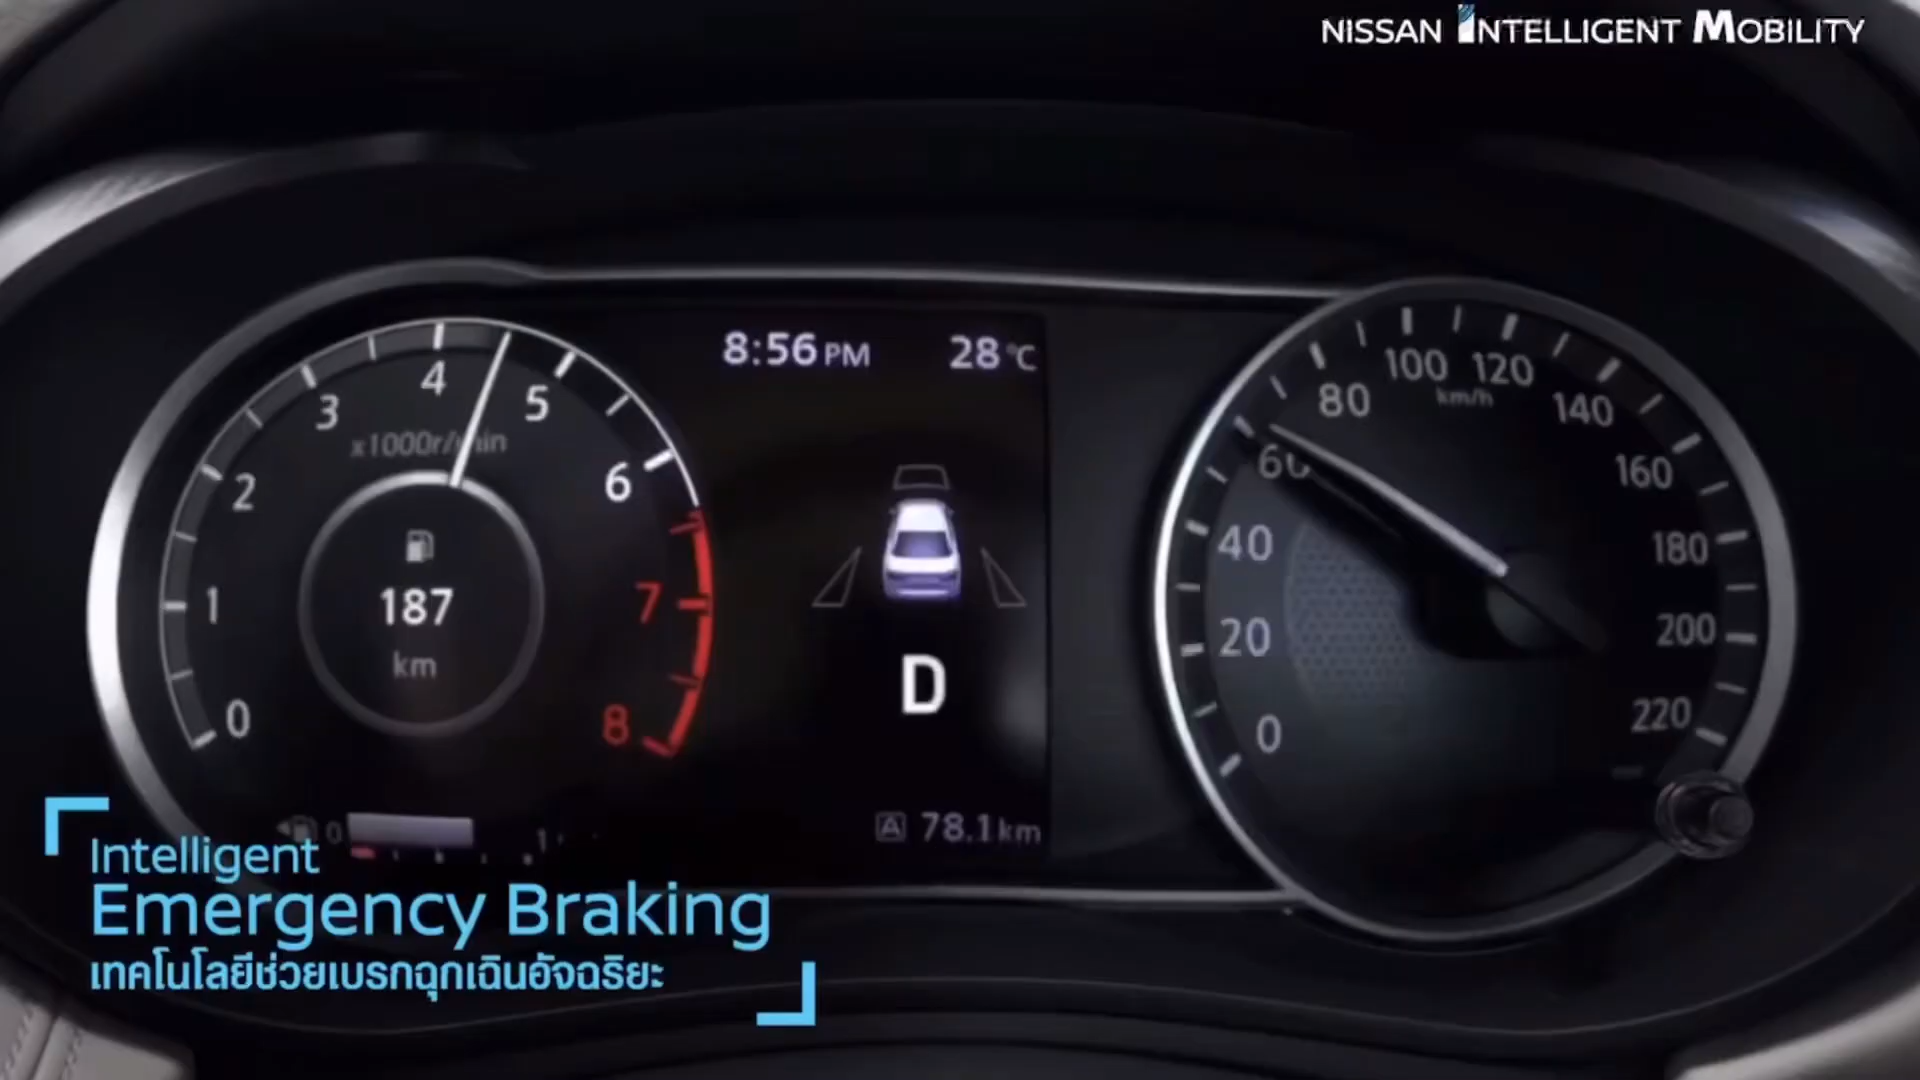 NISSAN INTELLIGENT MOBILITY
8:56 PM 28°C
0 1 2 3 4 5 6 7 8
x1000r/min
187
km
D
A 78.1 km
0 1
0 20 40 60 80 100 120 140 160 180 200 220
km/h
Intelligent
Emergency Braking
เทคโนโลยีช่วยเบรกฉุกเฉินอัจฉริยะ